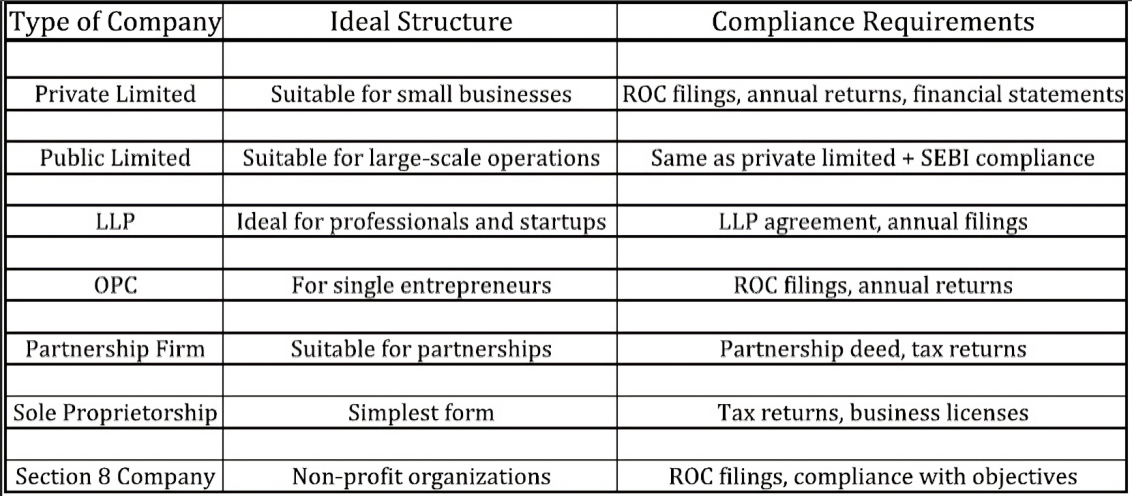 Type of Company Ideal Structure Compliance Requirements
Private Limited Suitable for small businesses ROC filings, annual returns, financial statements
Public Limited Suitable for large-scale operations Same as private limited + SEBI compliance
LLP Ideal for professionals and startups LLP agreement, annual filings
OPC For single entrepreneurs ROC filings, annual returns
Partnership Firm Suitable for partnerships Partnership deed, tax returns
Sole Proprietorship Simplest form Tax returns, business licenses
Section 8 Company Non-profit organizations ROC filings, compliance with objectives